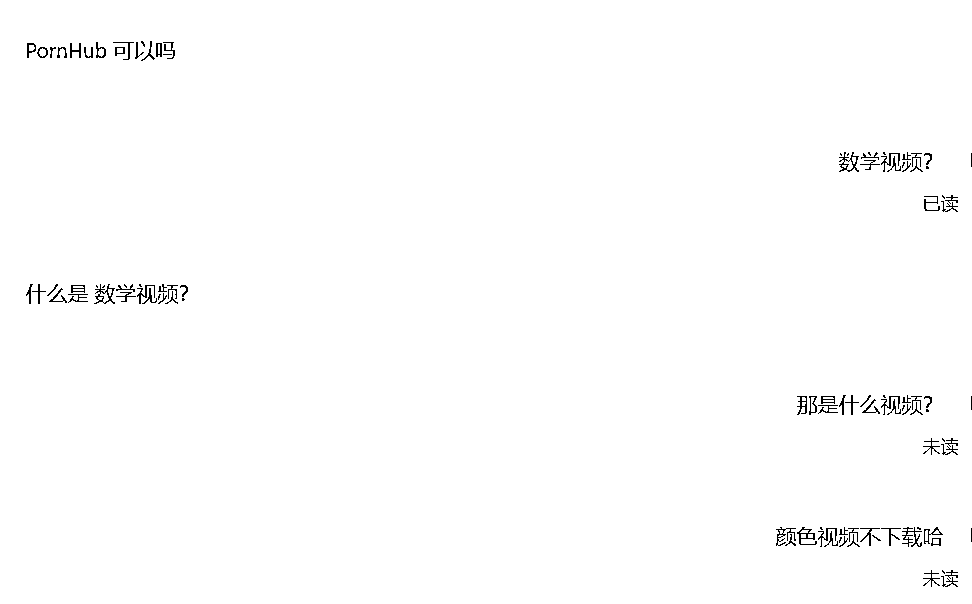 PornHub 可以吗
数学视频?
已读
什么是 数学视频?
那是什么视频?
未读
颜色视频不下载哈
未读